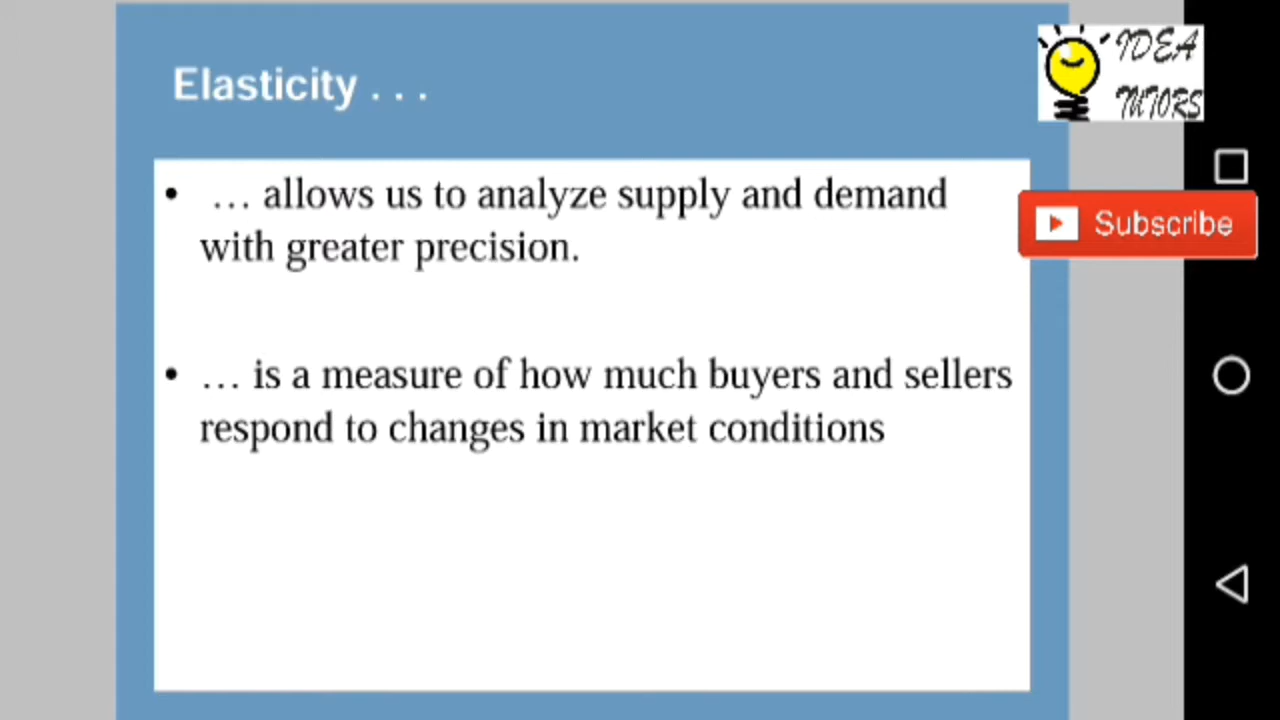 Elasticity . . .
IDEA
TUTORS
• … allows us to analyze supply and demand
with greater precision.
Subscribe
• … is a measure of how much buyers and sellers
respond to changes in market conditions